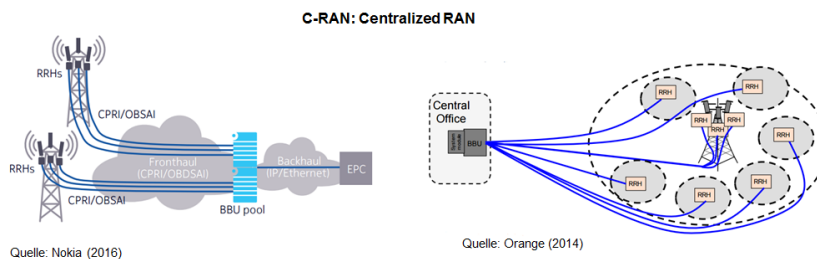 C-RAN: Centralized RAN
RRHs
CPRI/OBSAI
RRHs
CPRI/OBSAI
Fronthaul
(CPRI/OBDSAI)
BBU pool
Backhaul
(IP/Ethernet)
EPC
Quelle: Nokia (2016)
Central
Office
BBU
RRH
RRH
RRH
RRH
RRH
RRH
RRH
RRH
RRH
Quelle: Orange (2014)